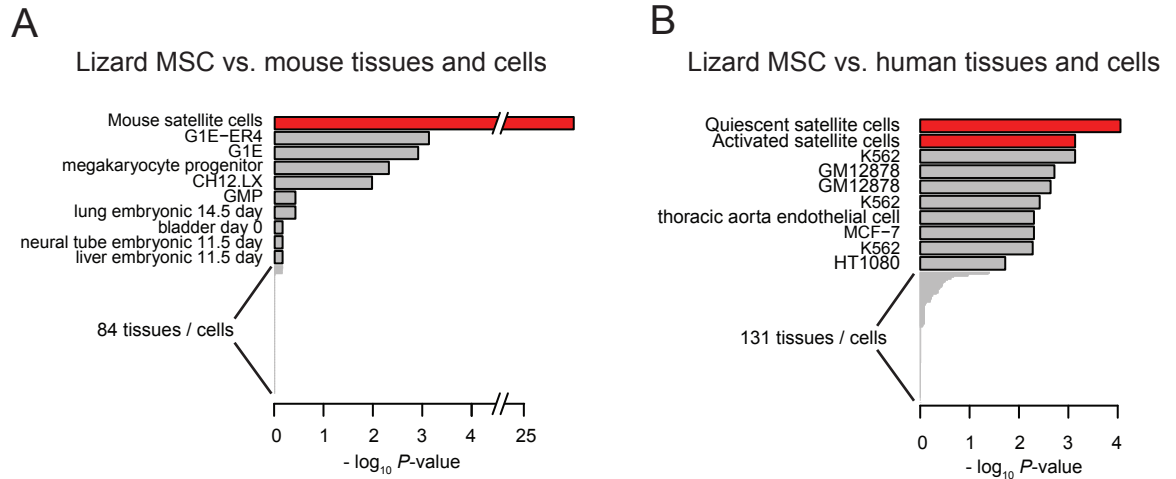 A
Lizard MSC vs. mouse tissues and cells
Mouse satellite cells
G1E−ER4
G1E
megakaryocyte progenitor
CH12.LX
GMP
lung embryonic 14.5 day
bladder day 0
neural tube embryonic 11.5 day
liver embryonic 11.5 day
84 tissues / cells
0 1 2 3 4 25
- log10 P-value
B
Lizard MSC vs. human tissues and cells
Quiescent satellite cells
Activated satellite cells
K562
GM12878
GM12878
K562
thoracic aorta endothelial cell
MCF−7
K562
HT1080
131 tissues / cells
0 1 2 3 4
- log10 P-value